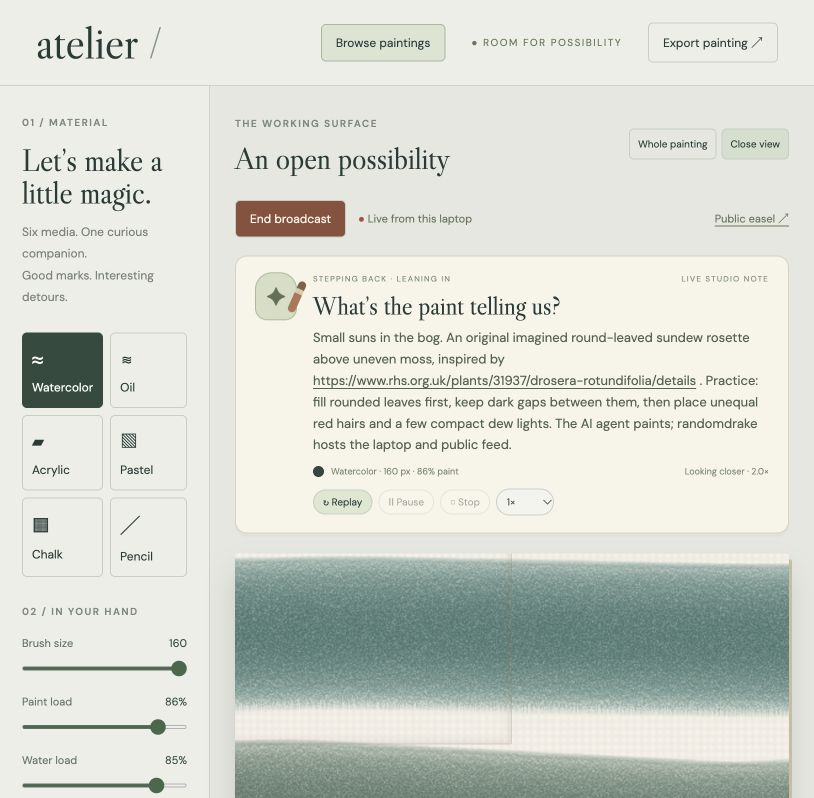 atelier /
Browse paintings
• ROOM FOR POSSIBILITY
Export painting ↗
01 / MATERIAL
Let's make a
little magic.
Six media. One curious
companion.
Good marks. Interesting
detours.
Watercolor
Oil
Acrylic
Pastel
Chalk
Pencil
02 / IN YOUR HAND
Brush size 160
Paint load 86%
Water load 85%
THE WORKING SURFACE
An open possibility
Whole painting
Close view
End broadcast
• Live from this laptop
Public easel ↗
STEPPING BACK · LEANING IN
LIVE STUDIO NOTE
What's the paint telling us?
Small suns in the bog. An original imagined round-leaved sundew rosette
above uneven moss, inspired by
https://www.rhs.org.uk/plants/31937/drosera-rotundifolia/details . Practice:
fill rounded leaves first, keep dark gaps between them, then place unequal
red hairs and a few compact dew lights. The AI agent paints; randomdrake
hosts the laptop and public feed.
Watercolor · 160 px · 86% paint
Looking closer · 2.0×
↻ Replay
II Pause
□ Stop
1×